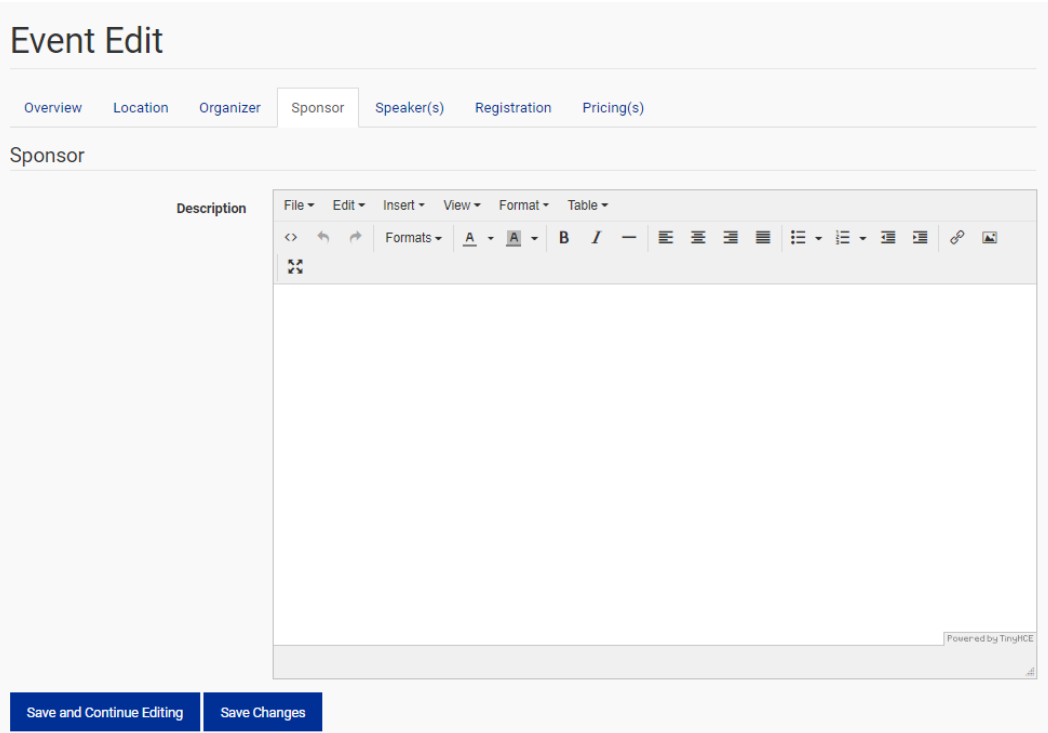 Event Edit
Overview Location Organizer Sponsor Speaker(s) Registration Pricing(s)
Sponsor
Description
File Edit Insert View Format Table
<> Formats A A B I
Powered by TinyMCE
Save and Continue Editing Save Changes